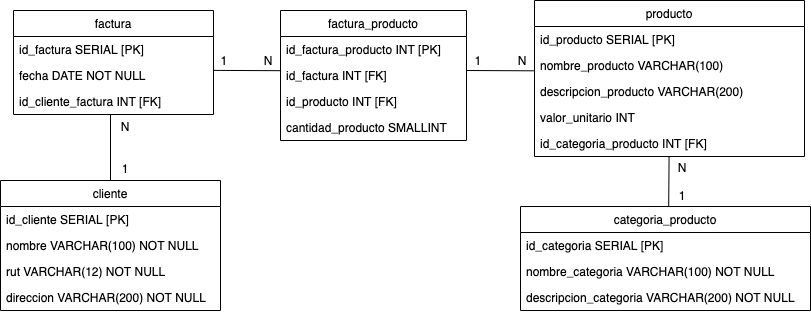 factura
id_factura SERIAL [PK]
fecha DATE NOT NULL
id_cliente_factura INT [FK]
1
N
factura_producto
id_factura_producto INT [PK]
id_factura INT [FK]
id_producto INT [FK]
cantidad_producto SMALLINT
1
N
producto
id_producto SERIAL [PK]
nombre_producto VARCHAR(100)
descripcion_producto VARCHAR(200)
valor_unitario INT
id_categoria_producto INT [FK]
N
1
cliente
id_cliente SERIAL [PK]
nombre VARCHAR(100) NOT NULL
rut VARCHAR(12) NOT NULL
direccion VARCHAR(200) NOT NULL
N
1
categoria_producto
id_categoria SERIAL [PK]
nombre_categoria VARCHAR(100) NOT NULL
descripcion_categoria VARCHAR(200) NOT NULL